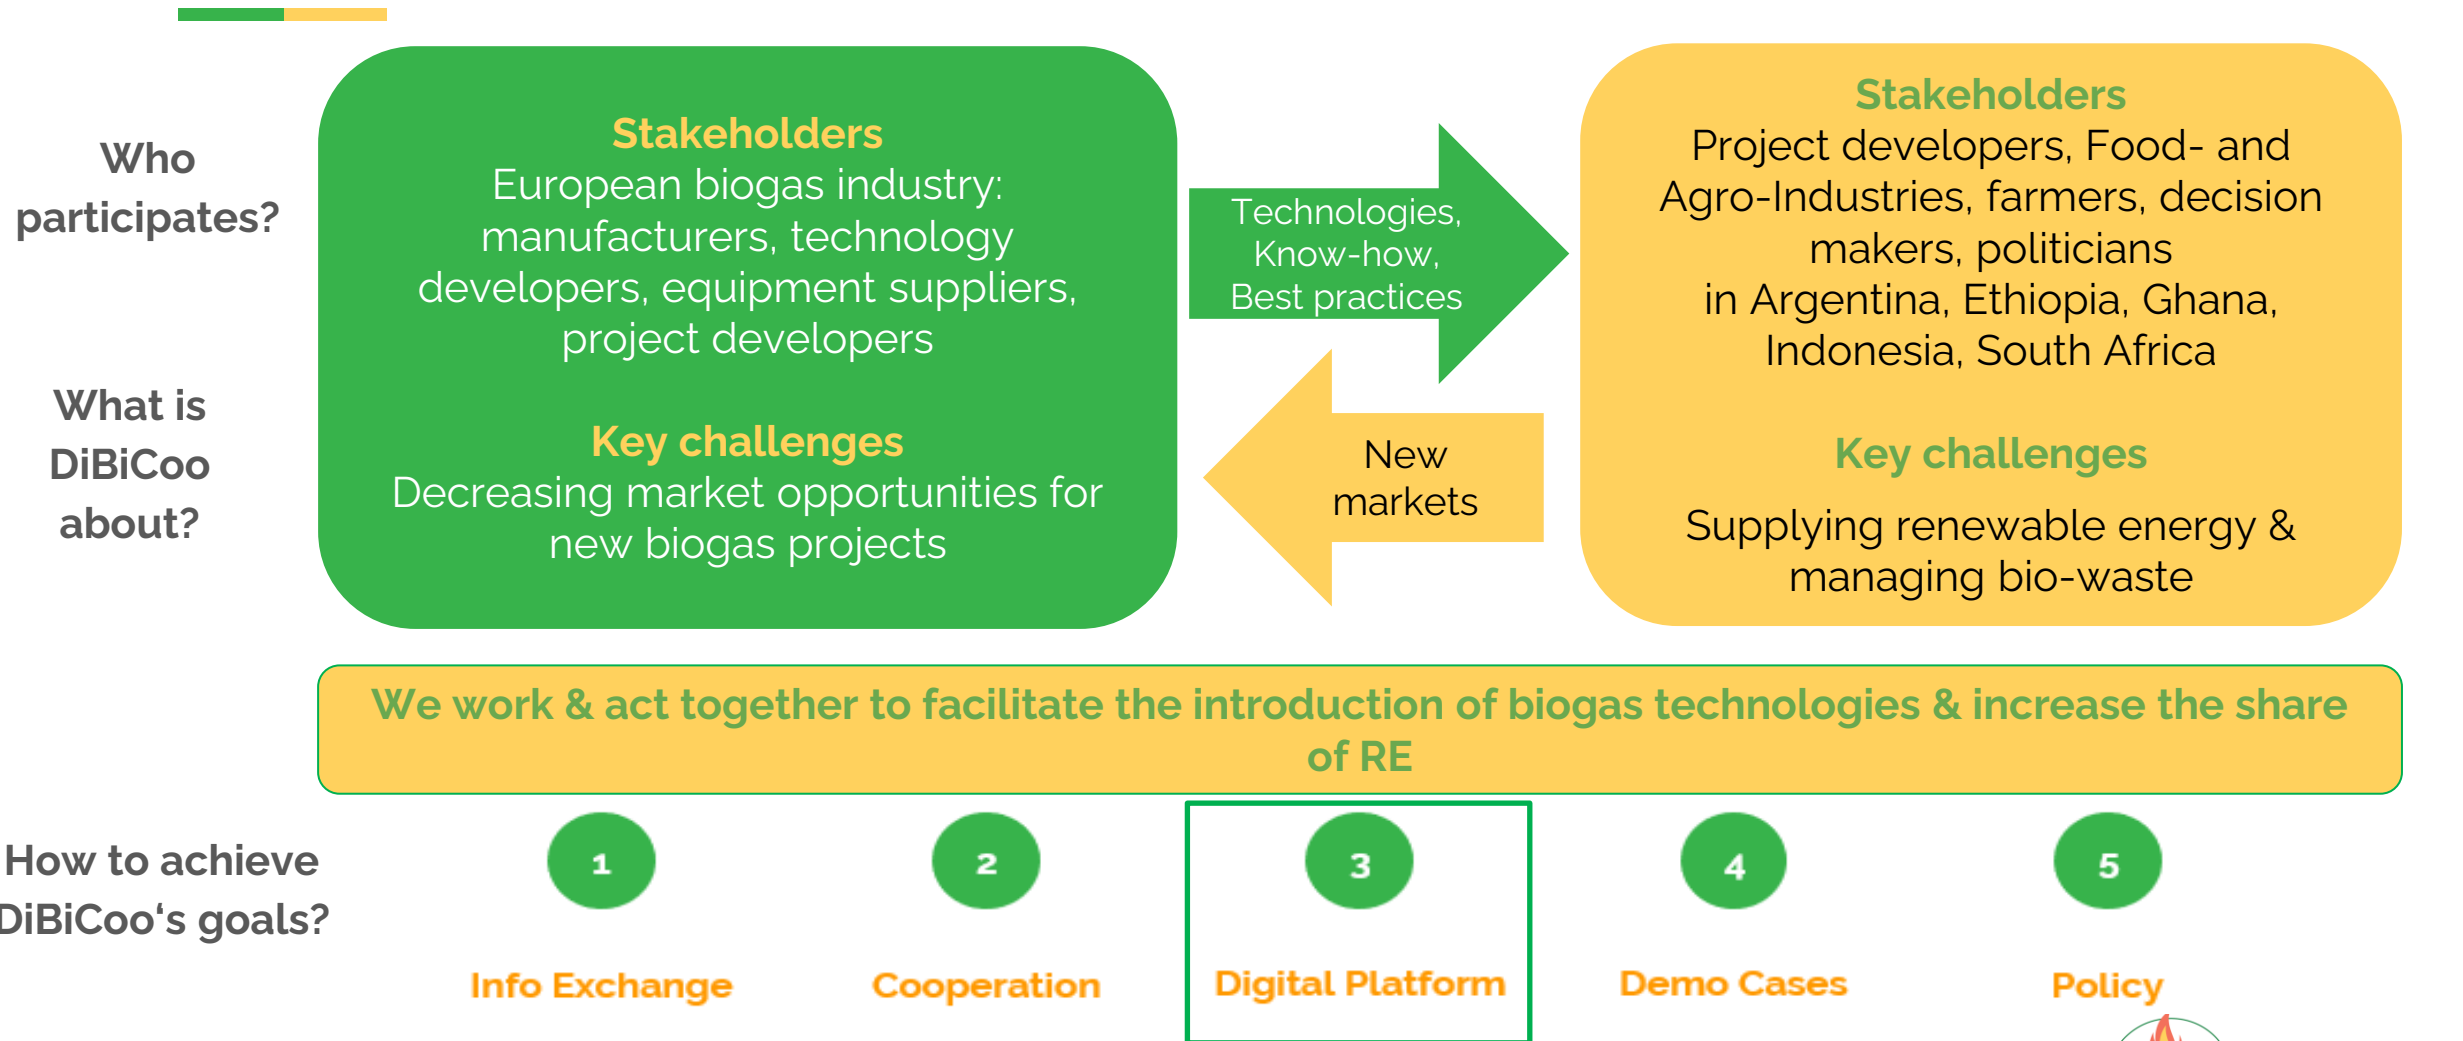 Who
participates?
What is
DiBiCoo
about?
Stakeholders
European biogas industry:
manufacturers, technology
developers, equipment suppliers,
project developers
Key challenges
Decreasing market opportunities for
new biogas projects
Technologies,
Know-how,
Best practices
New
markets
Stakeholders
Project developers, Food- and
Agro-Industries, farmers, decision
makers, politicians
in Argentina, Ethiopia, Ghana,
Indonesia, South Africa
Key challenges
Supplying renewable energy &
managing bio-waste
We work & act together to facilitate the introduction of biogas technologies & increase the share
of RE
How to achieve
DiBiCoo‘s goals?
1
Info Exchange
2
Cooperation
3
Digital Platform
4
Demo Cases
5
Policy